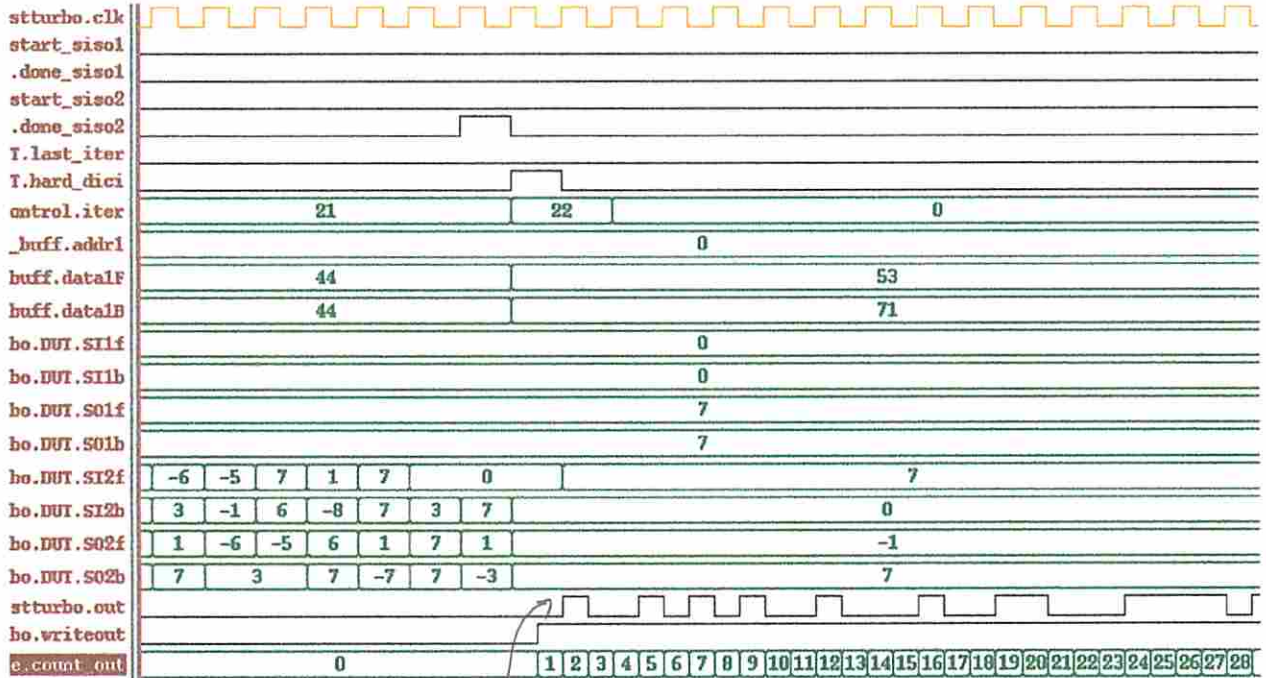 stturbo.clk
start_siso1
.done_siso1
start_siso2
.done_siso2
T.last_iter
T.hard_dici
ontrol.iter 21 22 0
_buff.addr1 0
buff.data1F 44 53
buff.data1B 44 71
bo.DUT.SI1f 0
bo.DUT.SI1b 0
bo.DUT.SO1f 7
bo.DUT.SO1b 7
bo.DUT.SI2f -6 -5 7 1 7 0 7
bo.DUT.SI2b 3 -1 6 -8 7 3 7 0
bo.DUT.SO2f 1 -6 -5 6 1 7 1 -1
bo.DUT.SO2b 7 3 7 -7 7 -3 7
stturbo.out
bo.writeout
e.count_out 0 1 2 3 4 5 6 7 8 9 10 11 12 13 14 15 16 17 18 19 20 21 22 23 24 25 26 27 28